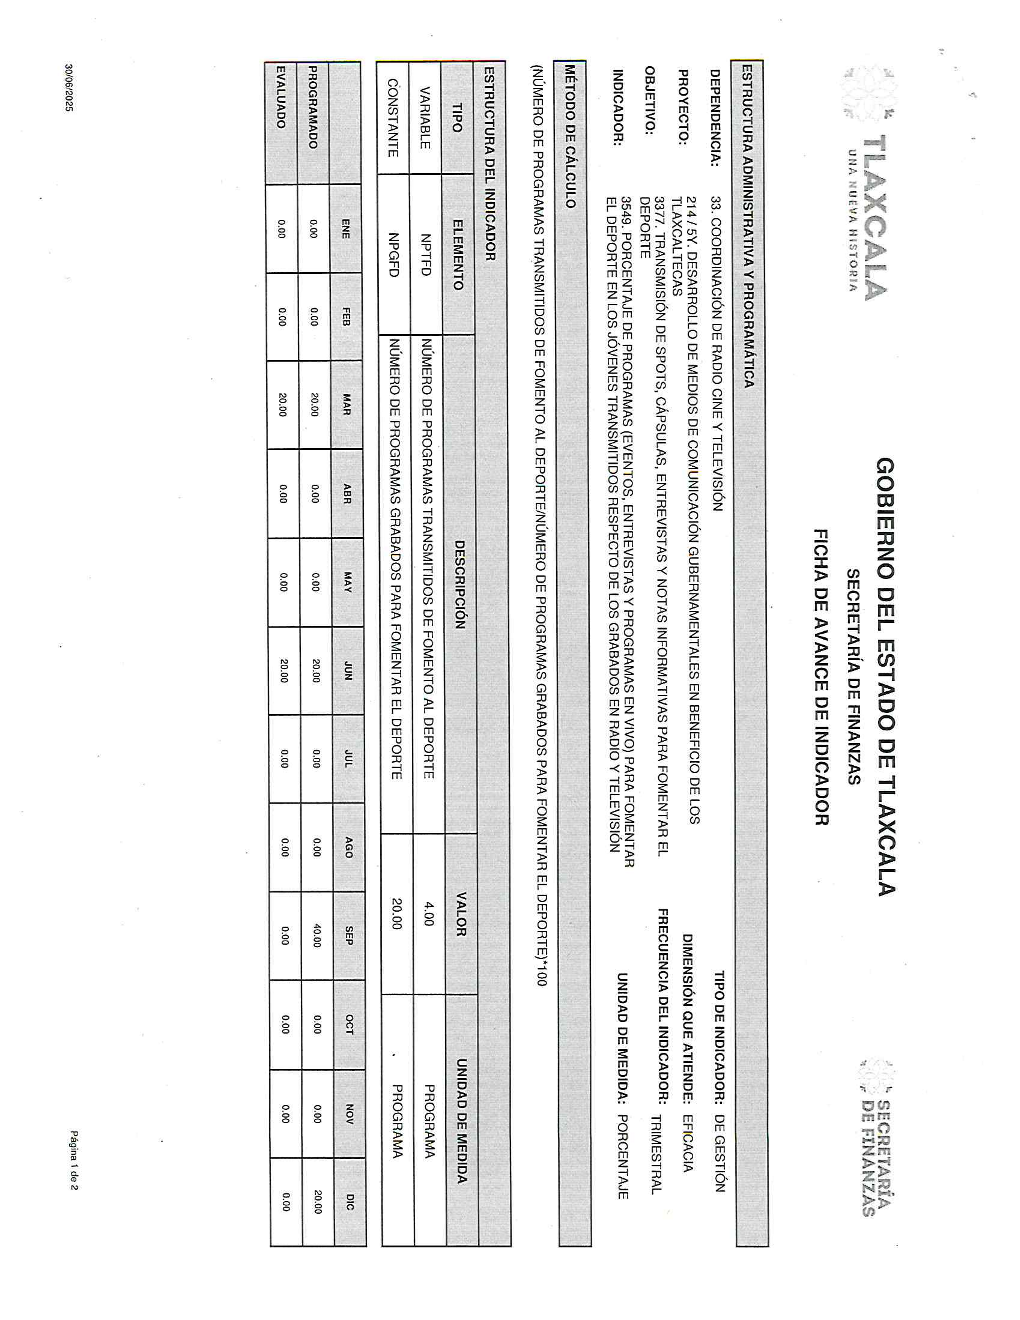 TLAXCALA
UNA NUEVA HISTORIA
GOBIERNO DEL ESTADO DE TLAXCALA
SECRETARÍA DE FINANZAS
FICHA DE AVANCE DE INDICADOR
SECRETARÍA
DE FINANZAS
ESTRUCTURA ADMINISTRATIVA Y PROGRAMÁTICA
DEPENDENCIA: 33. COORDINACIÓN DE RADIO CINE Y TELEVISIÓN
TIPO DE INDICADOR: DE GESTIÓN
PROYECTO: 214 / 5Y. DESARROLLO DE MEDIOS DE COMUNICACIÓN GUBERNAMENTALES EN BENEFICIO DE LOS
TLAXCALTECAS
DIMENSIÓN QUE ATIENDE: EFICACIA
OBJETIVO: 3377. TRANSMISIÓN DE SPOTS, CÁPSULAS, ENTREVISTAS Y NOTAS INFORMATIVAS PARA FOMENTAR EL
DEPORTE
FRECUENCIA DEL INDICADOR: TRIMESTRAL
INDICADOR: 3549. PORCENTAJE DE PROGRAMAS (EVENTOS, ENTREVISTAS Y PROGRAMAS EN VIVO) PARA FOMENTAR
EL DEPORTE EN LOS JÓVENES TRANSMITIDOS RESPECTO DE LOS GRABADOS EN RADIO Y TELEVISIÓN
UNIDAD DE MEDIDA: PORCENTAJE
MÉTODO DE CÁLCULO
(NÚMERO DE PROGRAMAS TRANSMITIDOS DE FOMENTO AL DEPORTE/NÚMERO DE PROGRAMAS GRABADOS PARA FOMENTAR EL DEPORTE)*100
ESTRUCTURA DEL INDICADOR
TIPO ELEMENTO DESCRIPCIÓN VALOR UNIDAD DE MEDIDA
VARIABLE NPTFD NÚMERO DE PROGRAMAS TRANSMITIDOS DE FOMENTO AL DEPORTE 4.00 PROGRAMA
CONSTANTE NPGFD NÚMERO DE PROGRAMAS GRABADOS PARA FOMENTAR EL DEPORTE 20.00 PROGRAMA
ENE FEB MAR ABR MAY JUN JUL AGO SEP OCT NOV DIC
PROGRAMADO 0.00 0.00 20.00 0.00 0.00 20.00 0.00 0.00 40.00 0.00 0.00 20.00
EVALUADO 0.00 0.00 20.00 0.00 0.00 20.00 0.00 0.00 0.00 0.00 0.00 0.00
30/06/2025
Página 1 de 2